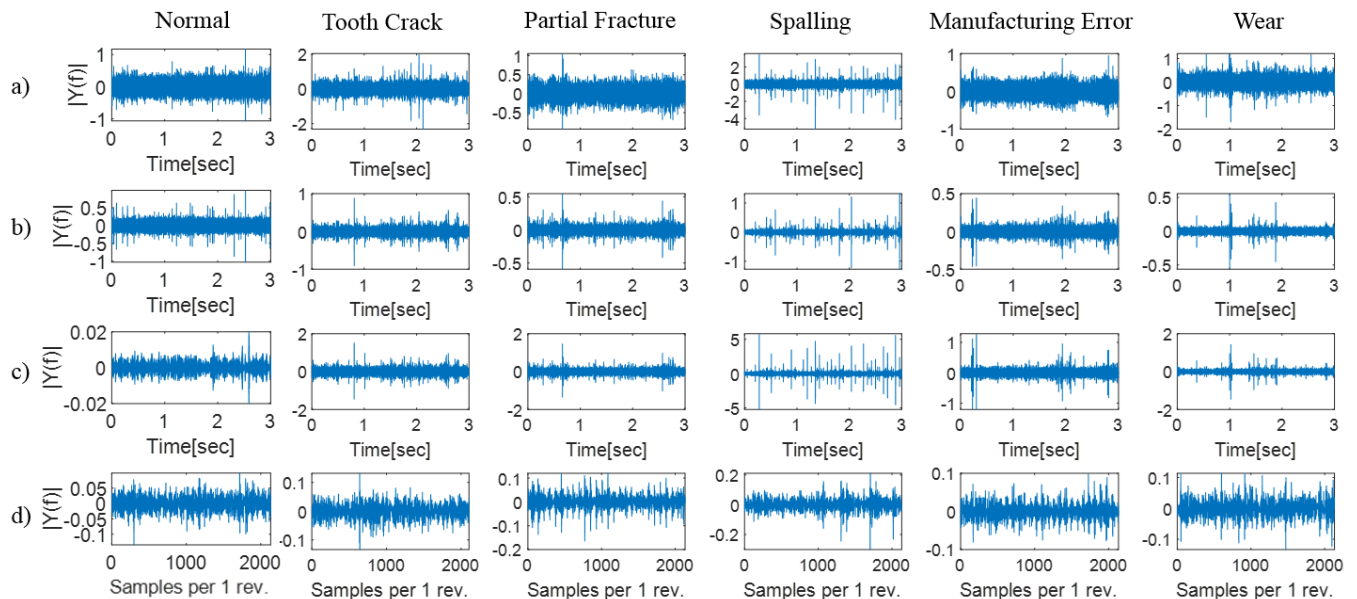 Normal Tooth Crack Partial Fracture Spalling Manufacturing Error Wear
a)
|Y(f)|
1 0 -1
2 0 -2
1 0.5 0 -0.5
2 0 -2 -4
1 0 -1
1 0 -1 -2
0 1 2 3 0 1 2 3 0 1 2 3 0 1 2 3 0 1 2 3 0 1 2 3
Time[sec] Time[sec] Time[sec] Time[sec] Time[sec] Time[sec]
b)
|Y(f)|
0.5 0 -0.5 -1
1 0 -1
0.5 0 -0.5
1 0 -1
0.5 0 -0.5
0.5 0 -0.5
0 1 2 3 0 1 2 3 0 1 2 3 0 1 2 3 0 1 2 3 0 1 2 3
c)
|Y(f)|
0.02 0 -0.02
2 0 -2
2 0 -2
5 0 -5
1 0 -1
2 0 -2
0 1 2 3 0 1 2 3 0 1 2 3 0 1 2 3 0 1 2 3 0 1 2 3
Time[sec] Time[sec] Time[sec] Time[sec] Time[sec] Time[sec]
d)
|Y(f)|
0.05 0 -0.05 -0.1
0.1 0 -0.1
0.1 0 -0.1 -0.2
0.2 0 -0.2
0.1 0 -0.1
0.1 0 -0.1
0 1000 2000 0 1000 2000 0 1000 2000 0 1000 2000 0 1000 2000 0 1000 2000
Samples per 1 rev. Samples per 1 rev. Samples per 1 rev. Samples per 1 rev. Samples per 1 rev. Samples per 1 rev.